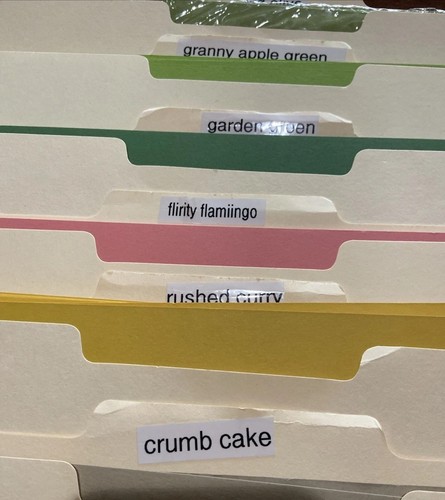 granny apple green
garden green
flirity flamiingo
rushed curry
crumb cake